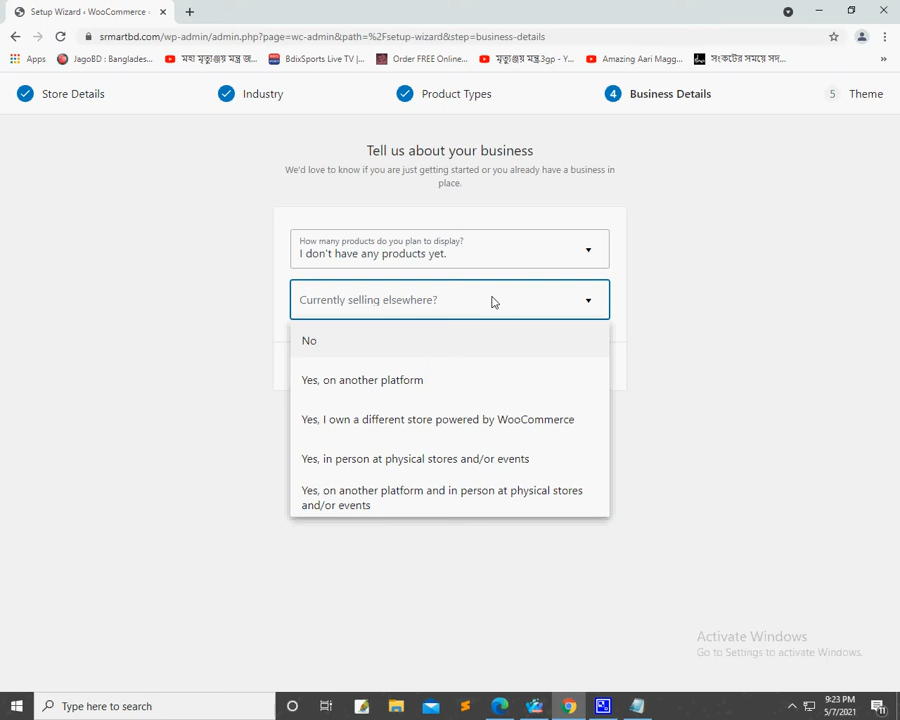 Setup Wizard ‹ WooCommerce -
srmartbd.com/wp-admin/admin.php?page=wc-admin&path=%2Fsetup-wizard&step=business-details
Apps
JagoBD : Banglades...
মহা মৃত্যুঞ্জয় মন্ত্র জ...
BdixSports Live TV |...
Order FREE Online...
মৃত্যুঞ্জয় মন্ত্র.3gp - Y...
Amazing Aari Magg...
সংকটের সময়ে সদ...
»
Store Details
Industry
Product Types
4 Business Details
5 Theme
Tell us about your business
We'd love to know if you are just getting started or you already have a business in
place.
How many products do you plan to display?
I don't have any products yet.
Currently selling elsewhere?
No
Yes, on another platform
Yes, I own a different store powered by WooCommerce
Yes, in person at physical stores and/or events
Yes, on another platform and in person at physical stores
and/or events
Activate Windows
Go to Settings to activate Windows.
Type here to search
9:23 PM
5/7/2021
11